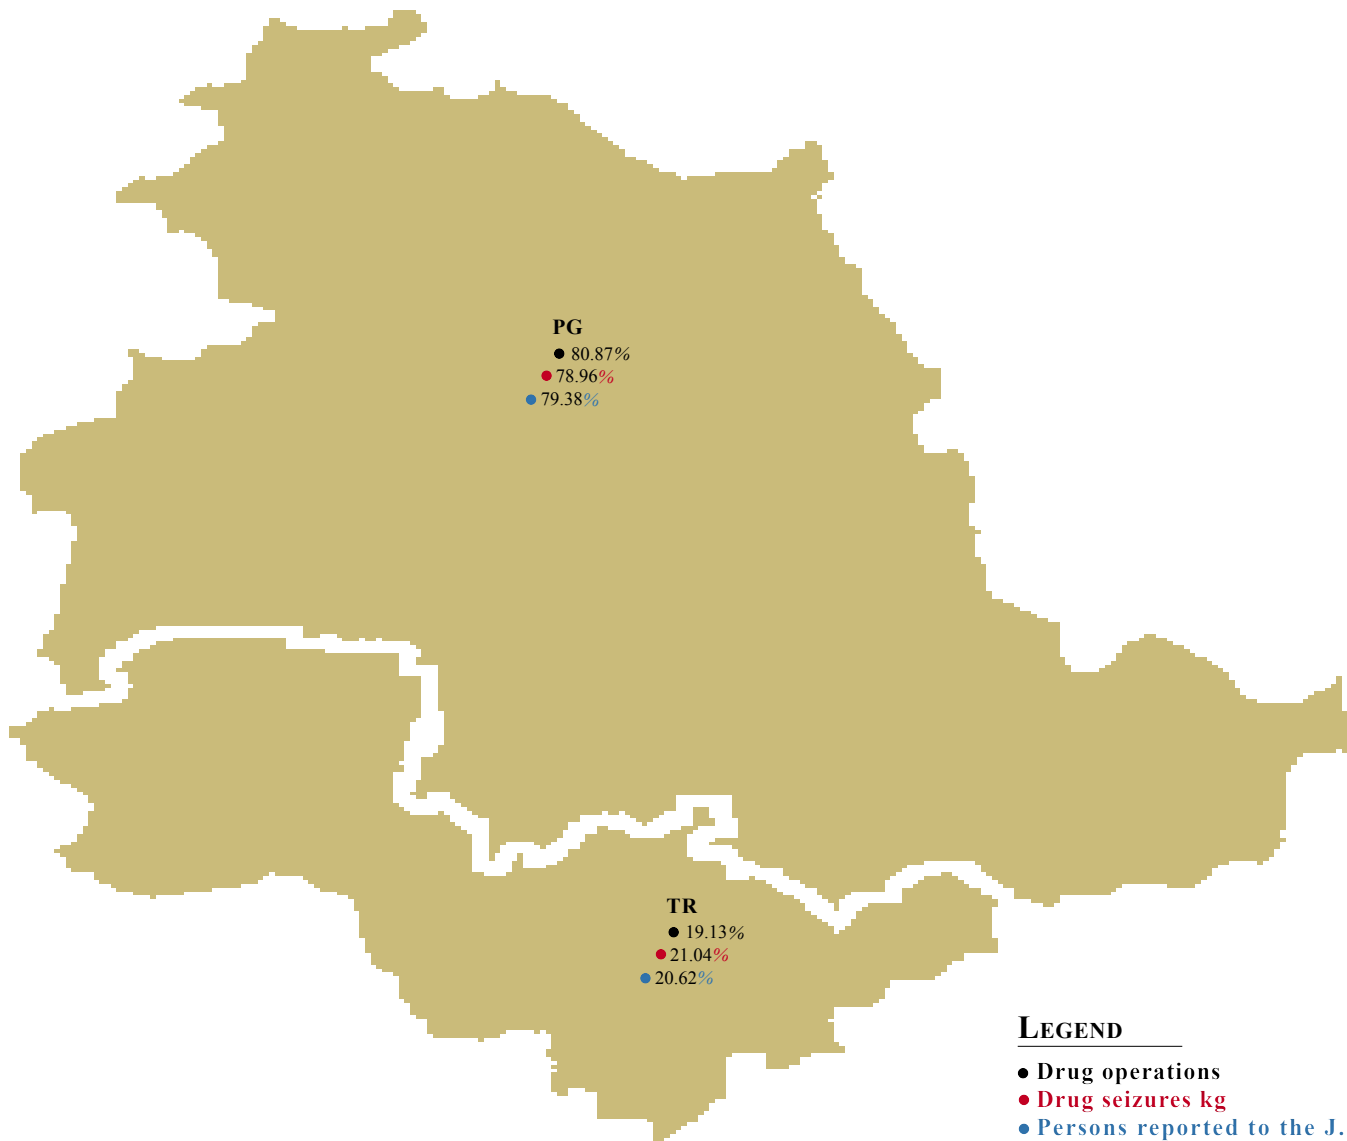 PG
80.87%
78.96%
79.38%
TR
19.13%
21.04%
20.62%
LEGEND
Drug operations
Drug seizures kg
Persons reported to the J.